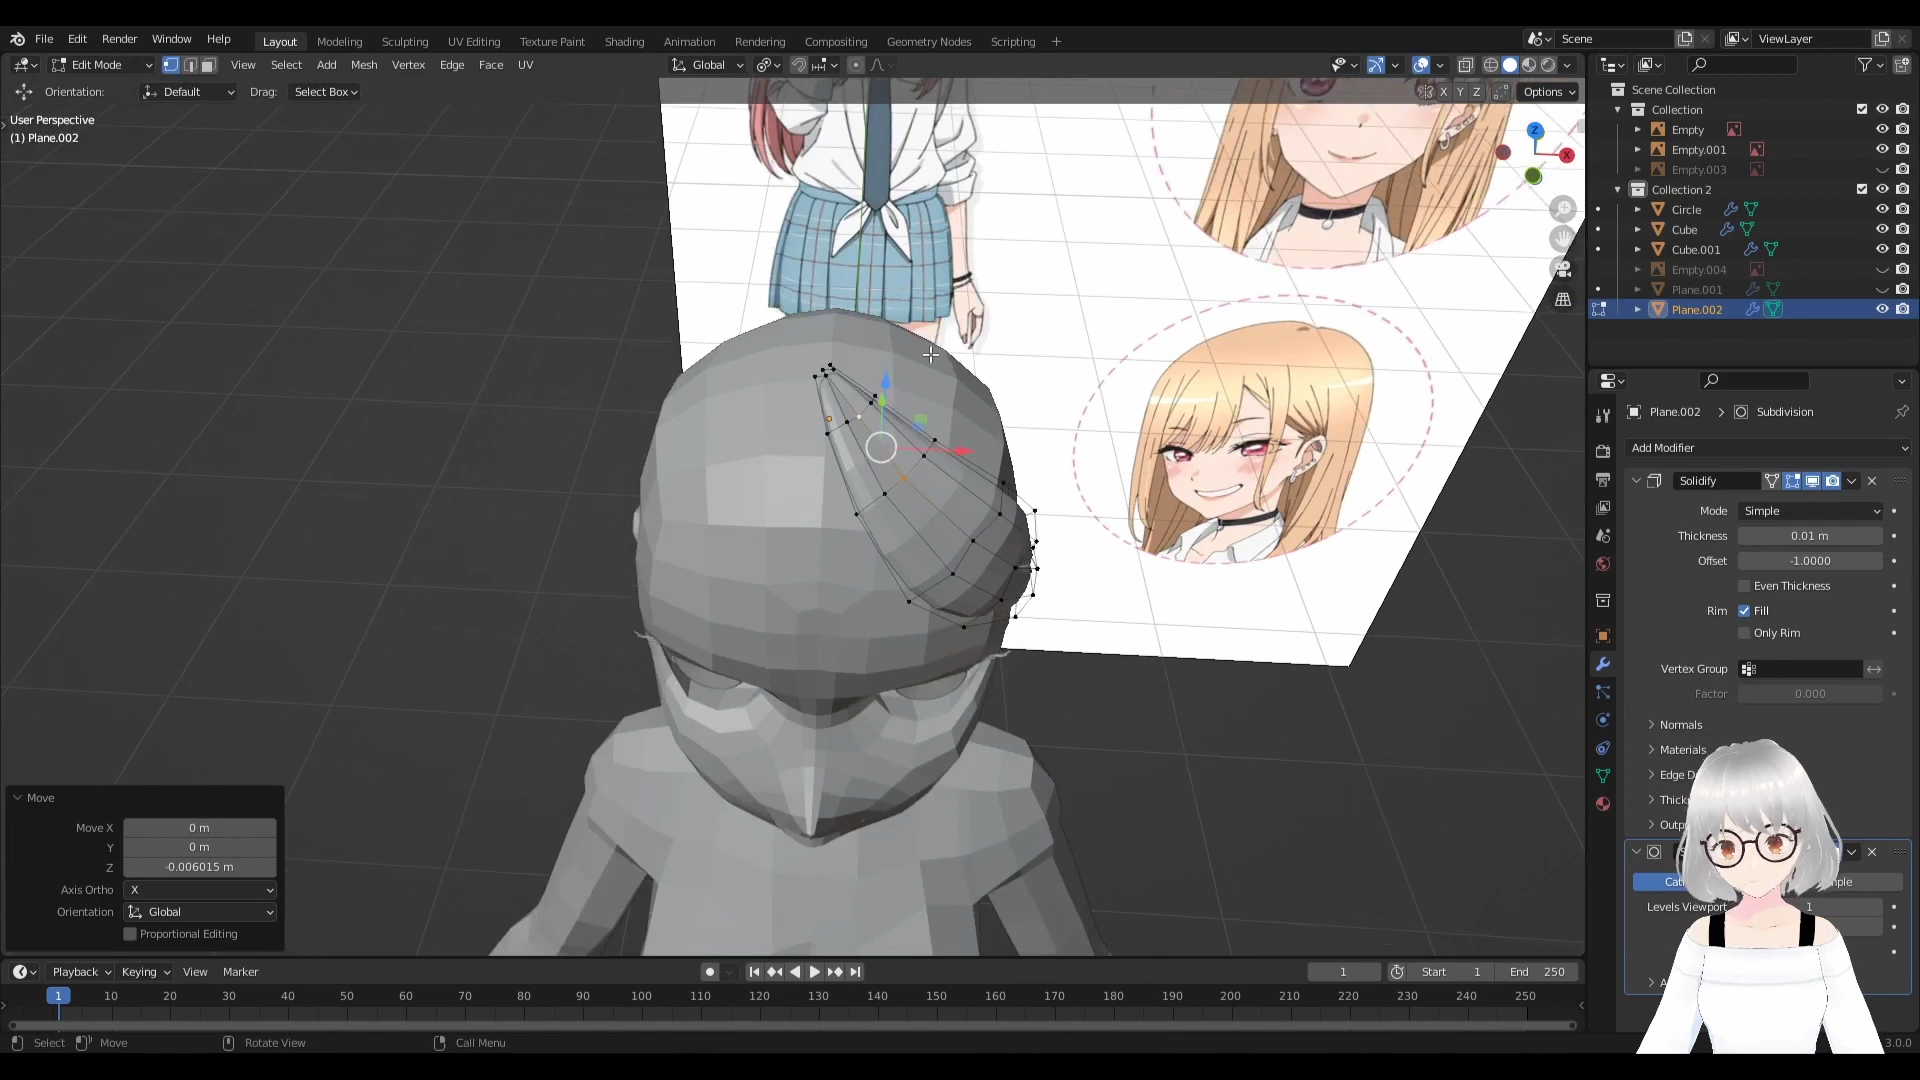 File Edit Render Window Help Layout Modeling Sculpting UV Editing Texture Paint Shading Animation Rendering Compositing Geometry Nodes Scripting + Scene ViewLayer
Edit Mode View Select Add Mesh Vertex Edge Face UV Global
Orientation: Default Drag: Select Box X Y Z Options
User Perspective
(1) Plane.002
Z
X
Scene Collection
Collection
Empty
Empty.001
Empty.003
Collection 2
Circle
Cube
Cube.001
Empty.004
Plane.001
Plane.002
Plane.002 > Subdivision
Add Modifier
Solidify
Mode Simple
Thickness 0.01 m
Offset -1.0000
Even Thickness
Rim Fill
Only Rim
Vertex Group
Factor 0.000
Normals
Materials
Levels Viewport 1
Move
Move X 0 m
Y 0 m
Z -0.006015 m
Axis Ortho X
Orientation Global
Proportional Editing
Playback Keying View Marker 1 Start 1 End 250
1 10 20 30 40 50 60 70 80 90 100 110 120 130 140 150 160 170 180 190 200 210 220 230 240 250
Select Move Rotate View Call Menu 3.0.0